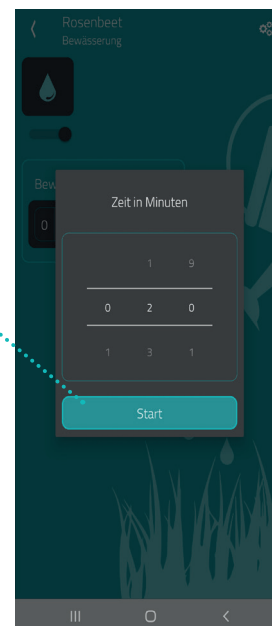 Rosenbeet
Bewässerung
Bew
0
Zeit in Minuten
1 9
0 2 0
1 3 1
Start